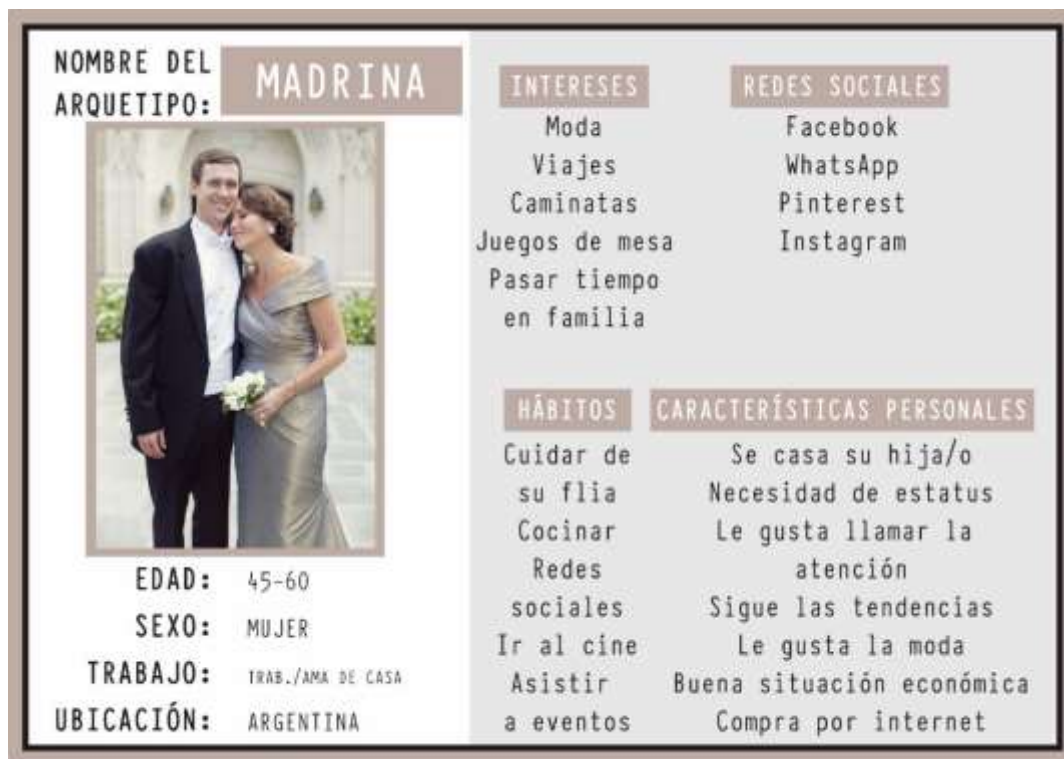 NOMBRE DEL
ARQUETIPO:
MADRINA
EDAD: 45-60
SEXO: MUJER
TRABAJO: TRAB./AMA DE CASA
UBICACIÓN: ARGENTINA
INTERESES
Moda
Viajes
Caminatas
Juegos de mesa
Pasar tiempo
en familia
REDES SOCIALES
Facebook
WhatsApp
Pinterest
Instagram
HÁBITOS
Cuidar de
su flia
Cocinar
Redes
sociales
Ir al cine
Asistir
a eventos
CARACTERÍSTICAS PERSONALES
Se casa su hija/o
Necesidad de estatus
Le gusta llamar la
atención
Sigue las tendencias
Le gusta la moda
Buena situación económica
Compra por internet